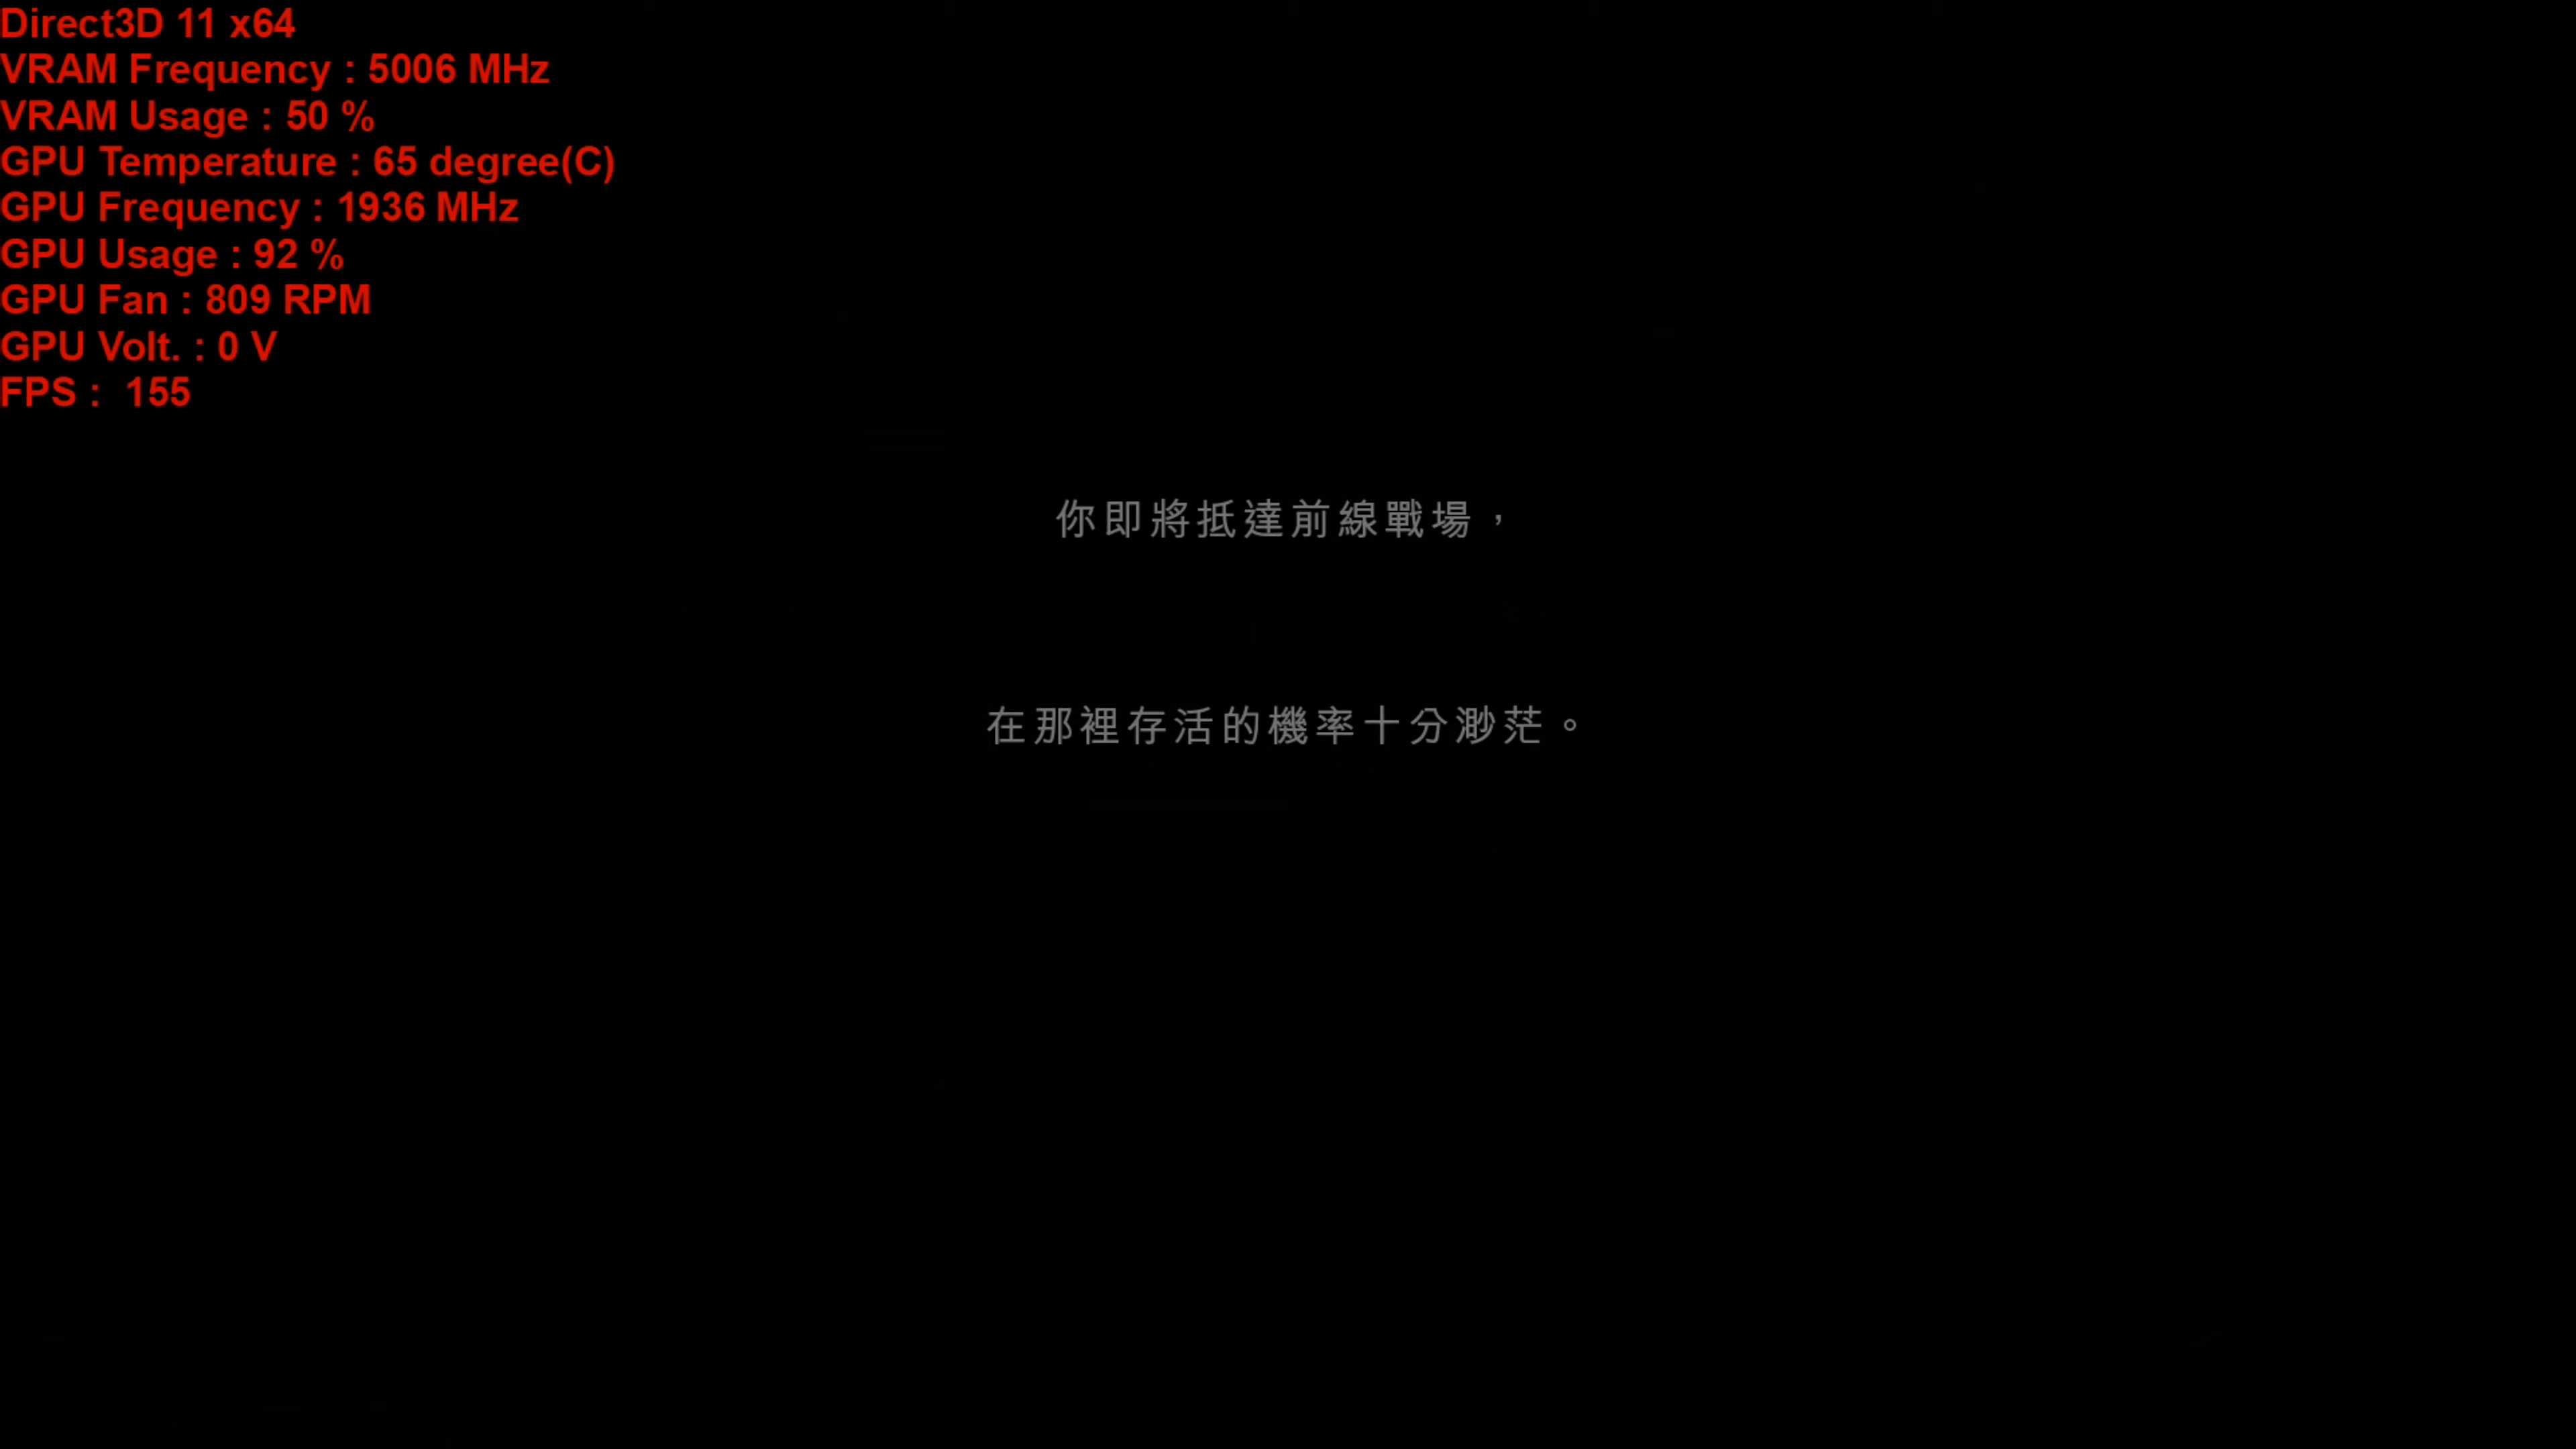 Direct3D 11 x64
VRAM Frequency : 5006 MHz
VRAM Usage : 50 %
GPU Temperature : 65 degree(C)
GPU Frequency : 1936 MHz
GPU Usage : 92 %
GPU Fan : 809 RPM
GPU Volt. : 0 V
FPS :  155
你即將抵達前線戰場，
在那裡存活的機率十分渺茫。